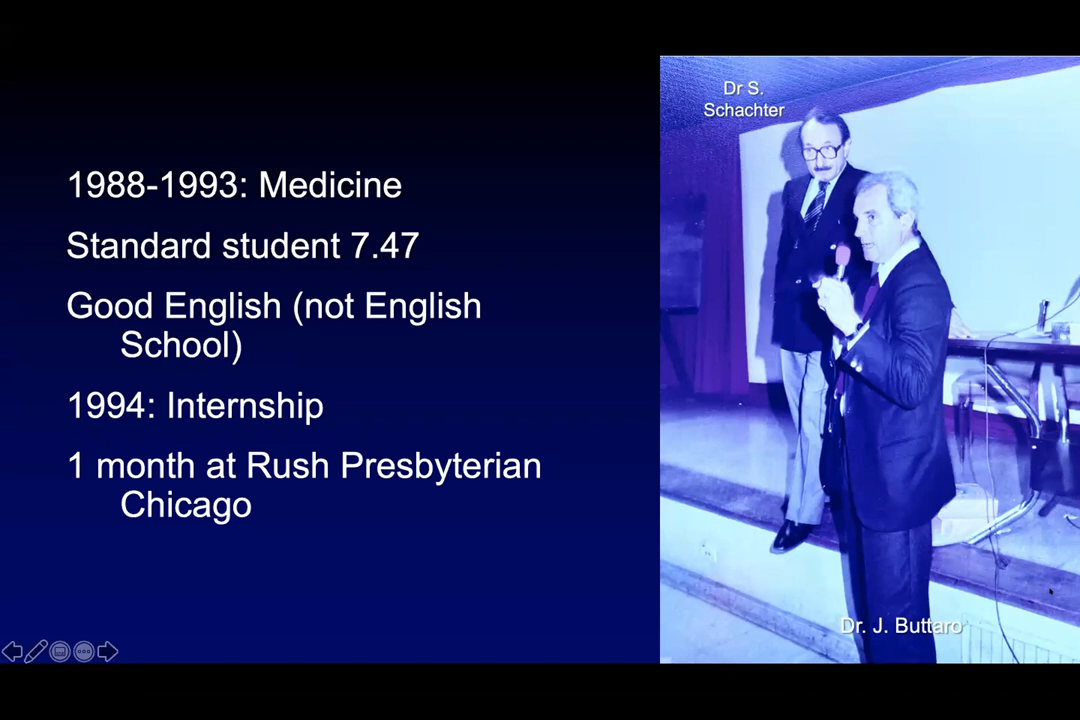 Dr S.
Schachter
1988-1993: Medicine
Standard student 7.47
Good English (not English
School)
1994: Internship
1 month at Rush Presbyterian
Chicago
Dr. J. Buttaro